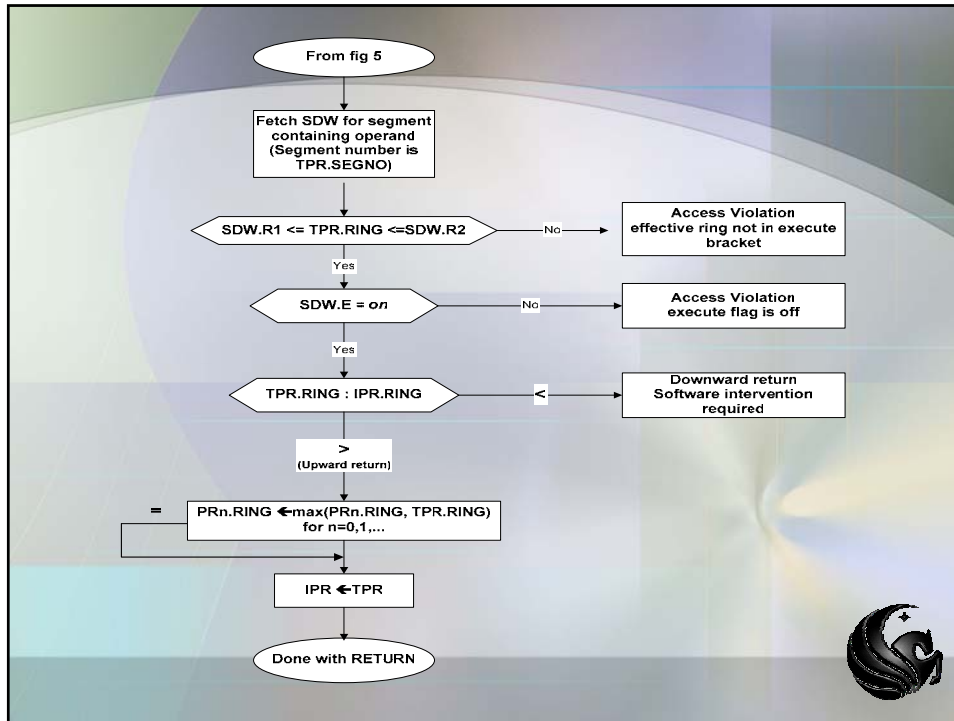 From fig 5
Fetch SDW for segment
containing operand
(Segment number is
TPR.SEGNO)
SDW.R1 <= TPR.RING <=SDW.R2
No
Access Violation
effective ring not in execute
bracket
Yes
SDW.E = on
No
Access Violation
execute flag is off
Yes
TPR.RING : IPR.RING
<
Downward return
Software intervention
required
>
(Upward return)
=
PRn.RING ←max(PRn.RING, TPR.RING)
for n=0,1,...
IPR ←TPR
Done with RETURN